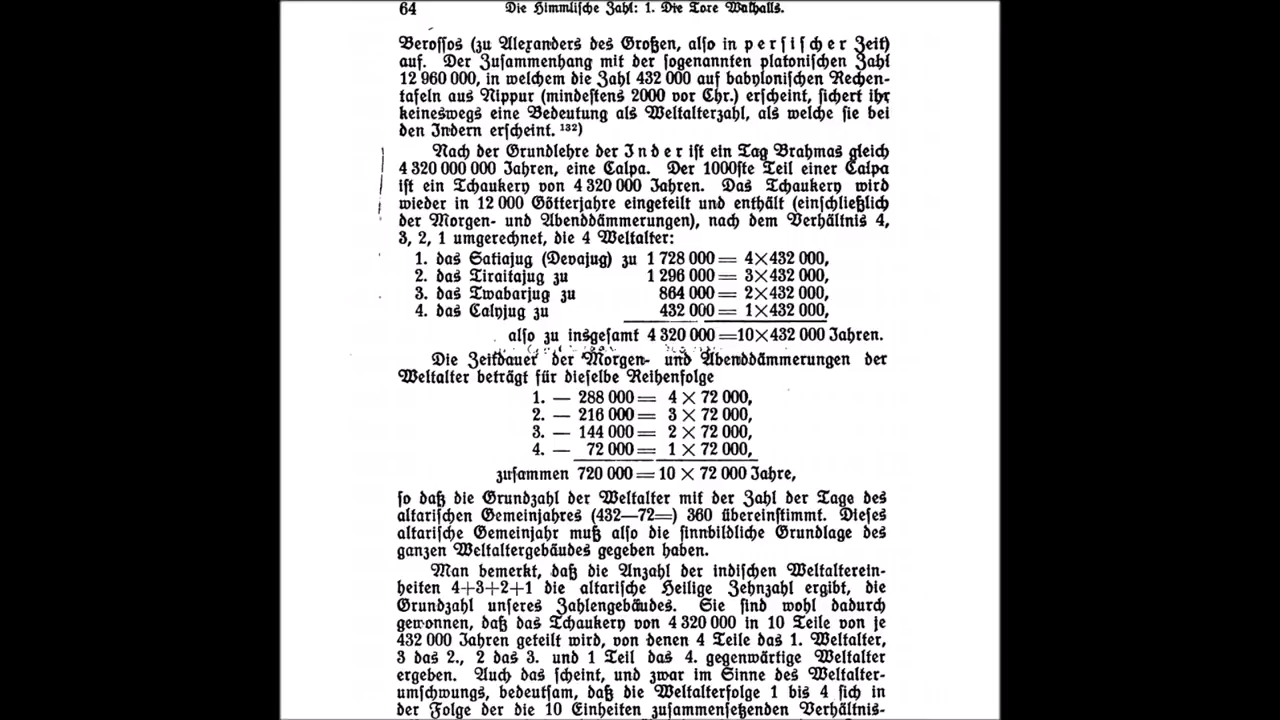 64 Die Himmlische Zahl: 1. Die Tore Walhalls.
Berossos (zu Alexanders des Großen, also in persischer Zeit)
auf. Der Zusammenhang mit der sogenannten platonischen Zahl
12 960 000, in welchem die Zahl 432 000 auf babylonischen Rechen-
tafeln aus Nippur (mindestens 2000 vor Chr.) erscheint, sichert ihr
keineswegs eine Bedeutung als Weltalterzahl, als welche sie bei
den Indern erscheint. ¹³²)
Nach der Grundlehre der Inder ist ein Tag Brahmas gleich
4 320 000 000 Jahren, eine Calpa. Der 1000ste Teil einer Calpa
ist ein Tchaukery von 4 320 000 Jahren. Das Tchaukery wird
wieder in 12 000 Götterjahre eingeteilt und enthält (einschließlich
der Morgen- und Abenddämmerungen), nach dem Verhältnis 4,
3, 2, 1 umgerechnet, die 4 Weltalter:
1. das Satiajug (Devajug) zu 1 728 000 = 4×432 000,
2. das Tiraitajug zu 1 296 000 = 3×432 000,
3. das Twabarjug zu 864 000 = 2×432 000,
4. das Calyjug zu 432 000 = 1×432 000,
also zu insgesamt 4 320 000 =10×432 000 Jahren.
Die Zeitdauer der Morgen- und Abenddämmerungen der
Weltalter beträgt für dieselbe Reihenfolge
1. — 288 000 = 4 × 72 000,
2. — 216 000 = 3 × 72 000,
3. — 144 000 = 2 × 72 000,
4. — 72 000 = 1 × 72 000,
zusammen 720 000 = 10 × 72 000 Jahre,
so daß die Grundzahl der Weltalter mit der Zahl der Tage des
altarischen Gemeinjahres (432—72=) 360 übereinstimmt. Dieses
altarische Gemeinjahr muß also die sinnbildliche Grundlage des
ganzen Weltaltergebäudes gegeben haben.
Man bemerkt, daß die Anzahl der indischen Weltalterein-
heiten 4+3+2+1 die altarische Heilige Zehnzahl ergibt, die
Grundzahl unseres Zahlengebäudes. Sie sind wohl dadurch
gewonnen, daß das Tchaukery von 4 320 000 in 10 Teile von je
432 000 Jahren geteilt wird, von denen 4 Teile das 1. Weltalter,
3 das 2., 2 das 3. und 1 Teil das 4. gegenwärtige Weltalter
ergeben. Auch das scheint, und zwar im Sinne des Weltalter-
umschwungs, bedeutsam, daß die Weltalterfolge 1 bis 4 sich in
der Folge der die 10 Einheiten zusammensetzenden Verhältnis-